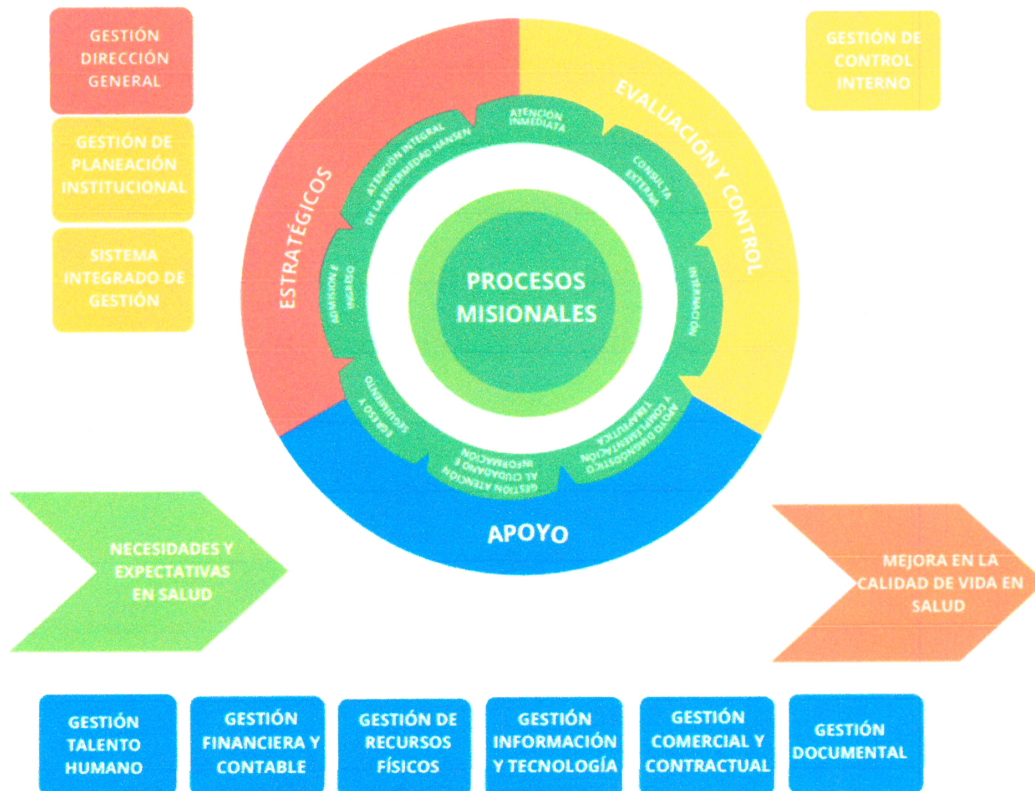 GESTIÓN
DIRECCIÓN
GENERAL
GESTIÓN DE
PLANEACIÓN
INSTITUCIONAL
SISTEMA
INTEGRADO DE
GESTIÓN
GESTIÓN DE
CONTROL
INTERNO
ESTRATÉGICOS
EVALUACIÓN Y CONTROL
APOYO
ATENCIÓN INTEGRAL
DE LA ENFERMEDAD HANSEN
ATENCIÓN
INMEDIATA
CONSULTA
EXTERNA
INTERNACIÓN
APOYO DIAGNÓSTICO
Y COMPLEMENTACIÓN
Y TERAPEUTICA
GESTIÓN ATENCIÓN
AL CIUDADANO E
INFORMACIÓN
EGRESO Y
SEGUIMIENTO
ADMISIÓN E
INGRESO
PROCESOS
MISIONALES
NECESIDADES Y
EXPECTATIVAS
EN SALUD
MEJORA EN LA
CALIDAD DE VIDA EN
SALUD
GESTIÓN
TALENTO
HUMANO
GESTIÓN
FINANCIERA Y
CONTABLE
GESTIÓN DE
RECURSOS
FÍSICOS
GESTIÓN
INFORMACIÓN
Y TECNOLOGÍA
GESTIÓN
COMERCIAL Y
CONTRACTUAL
GESTIÓN
DOCUMENTAL